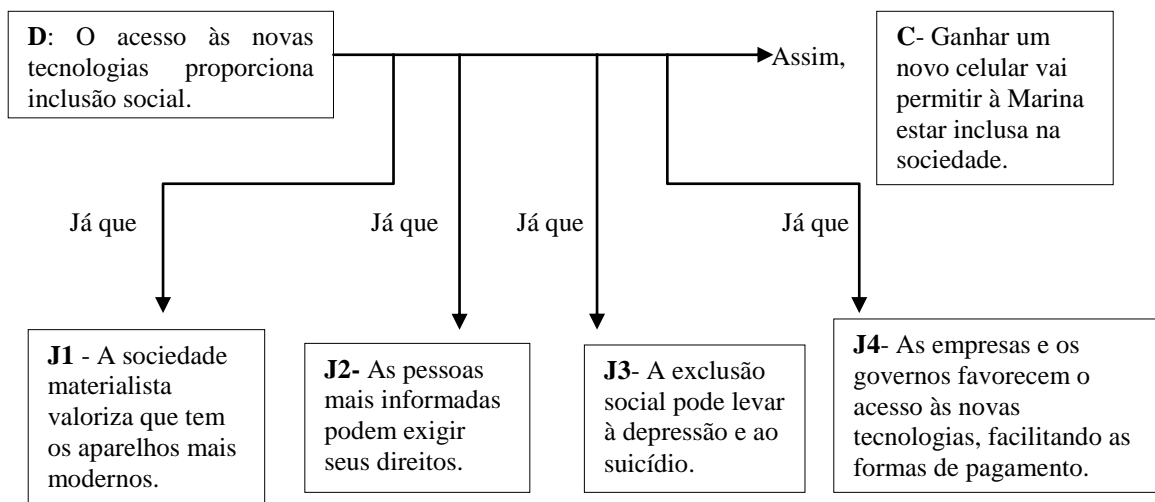 D: O acesso às novas
tecnologias proporciona
inclusão social.
Assim,
C- Ganhar um
novo celular vai
permitir à Marina
estar inclusa na
sociedade.
Já que
Já que
Já que
Já que
J1 - A sociedade
materialista
valoriza que tem
os aparelhos mais
modernos.
J2- As pessoas
mais informadas
podem exigir
seus direitos.
J3- A exclusão
social pode levar
à depressão e ao
suicídio.
J4- As empresas e os
governos favorecem o
acesso às novas
tecnologias, facilitando as
formas de pagamento.